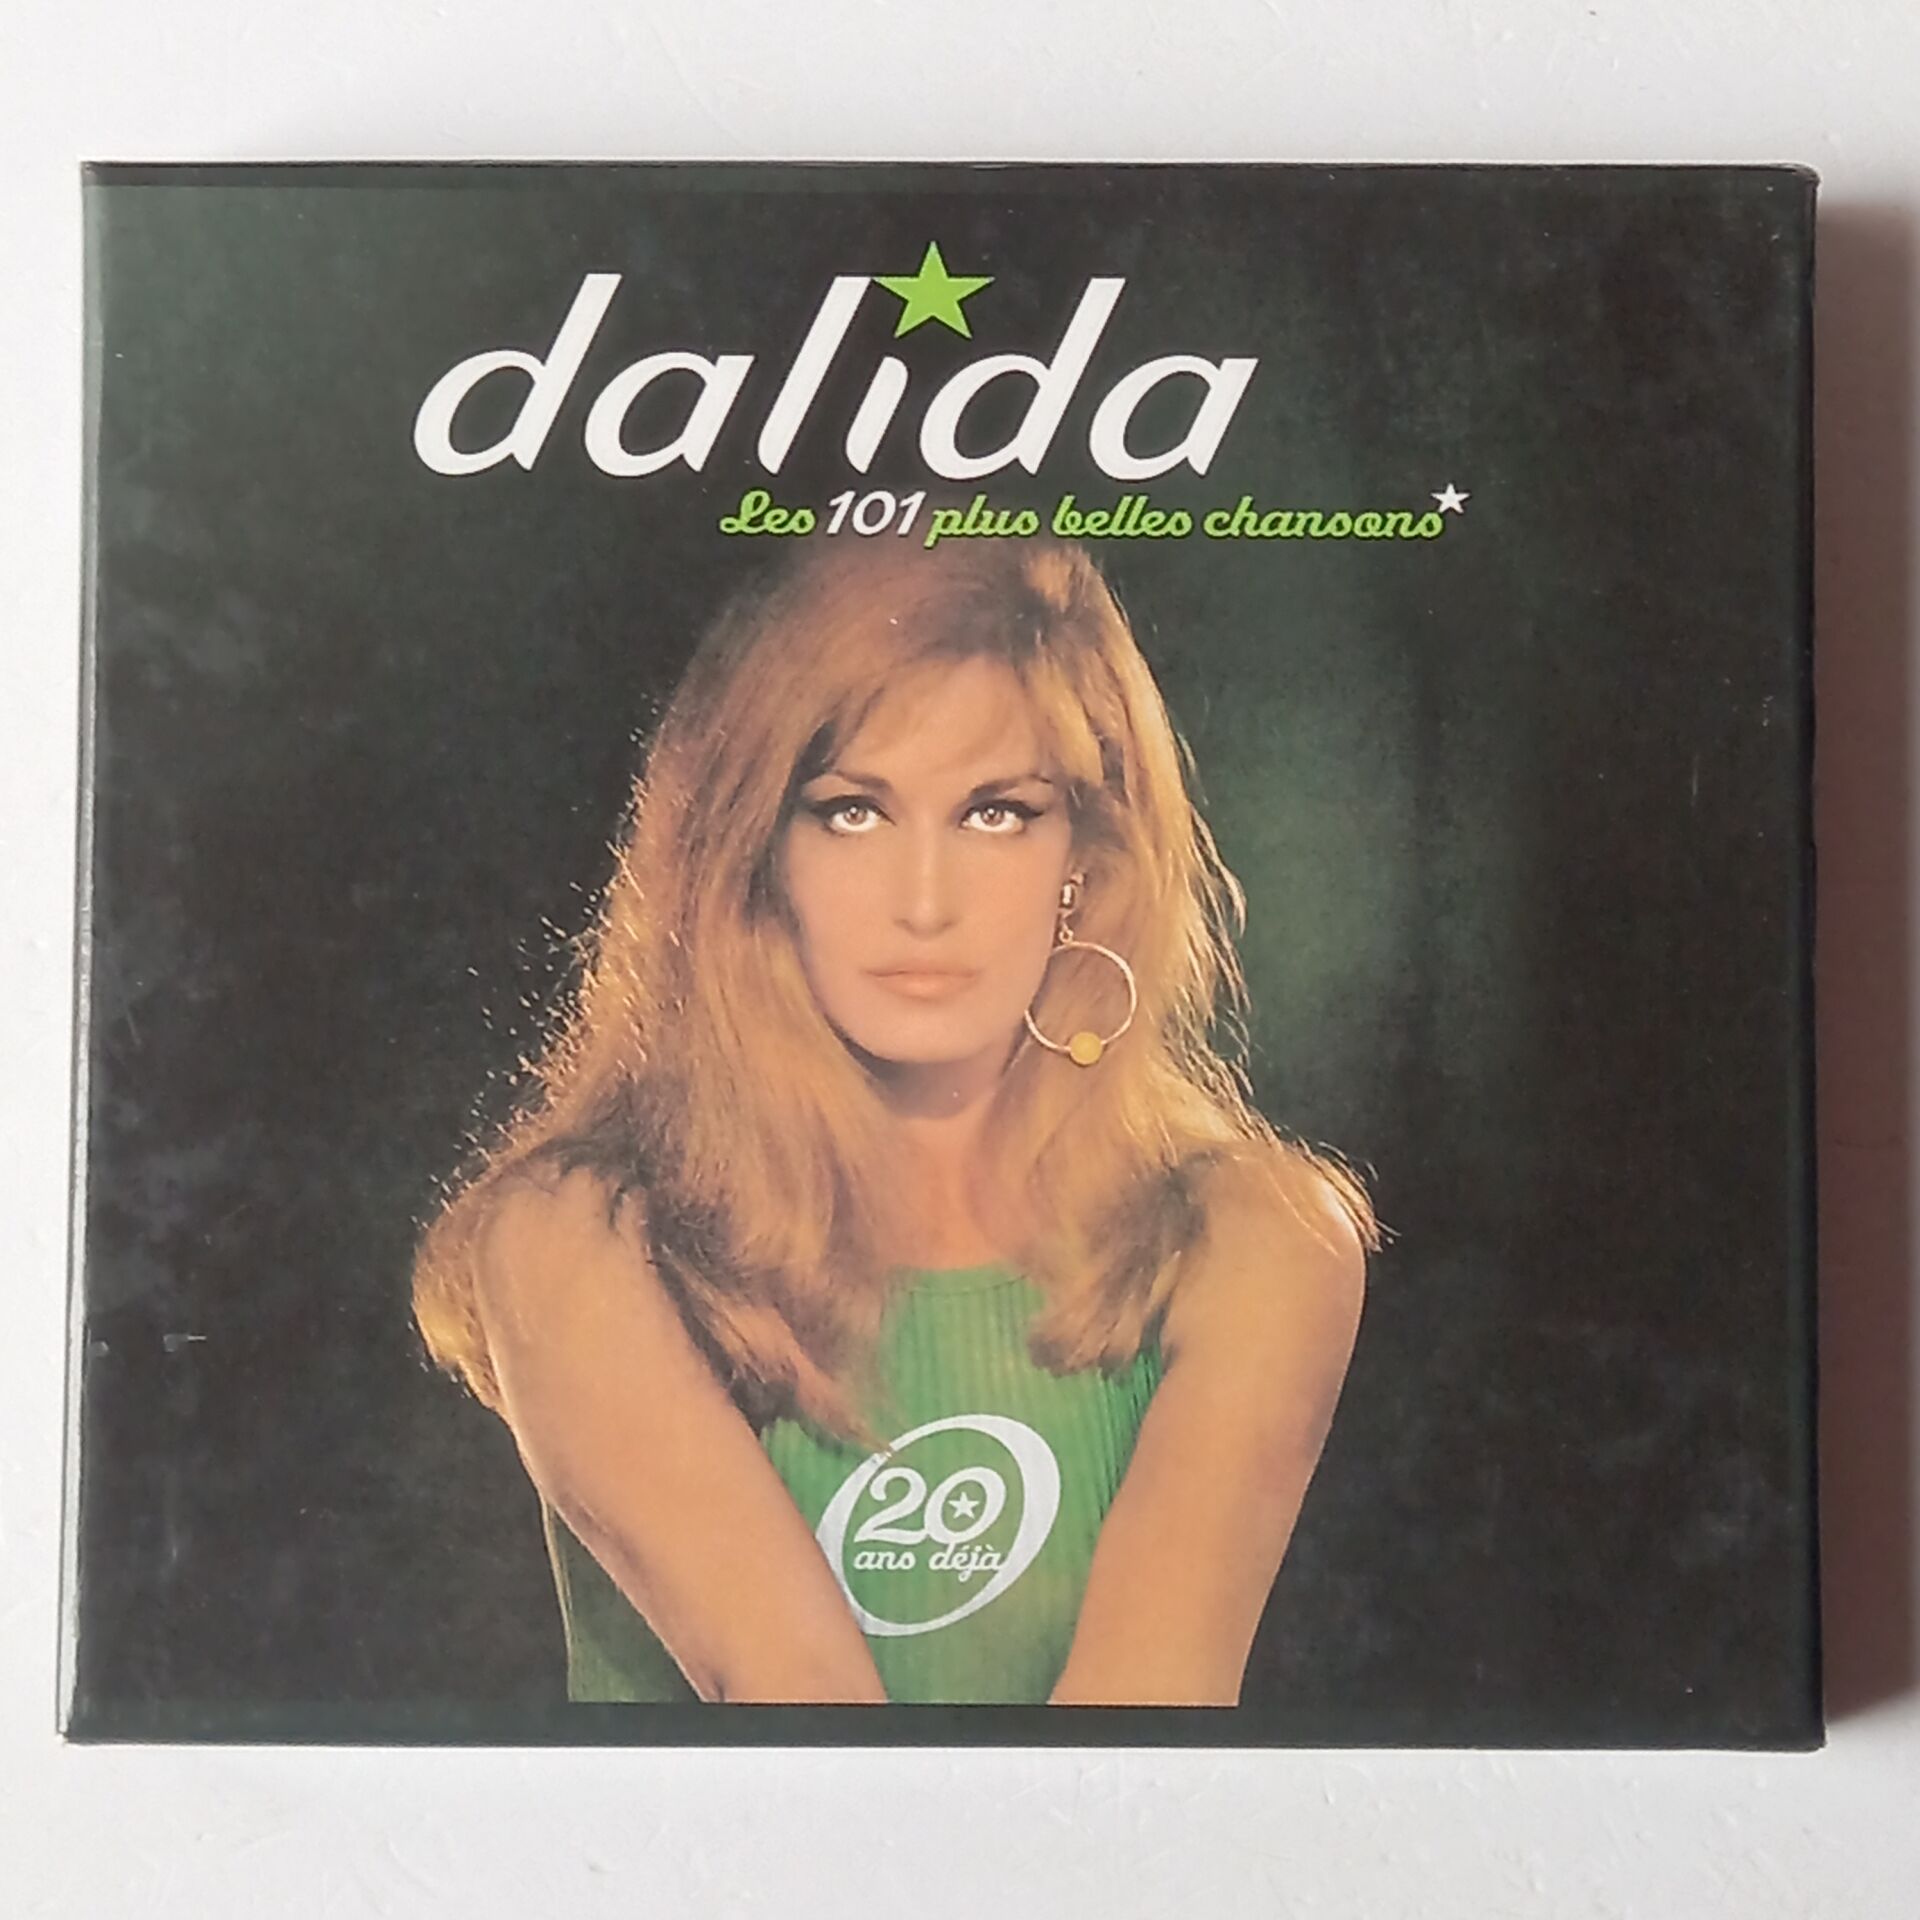 dalida
Les 101 plus belles chansons
20
ans déjà